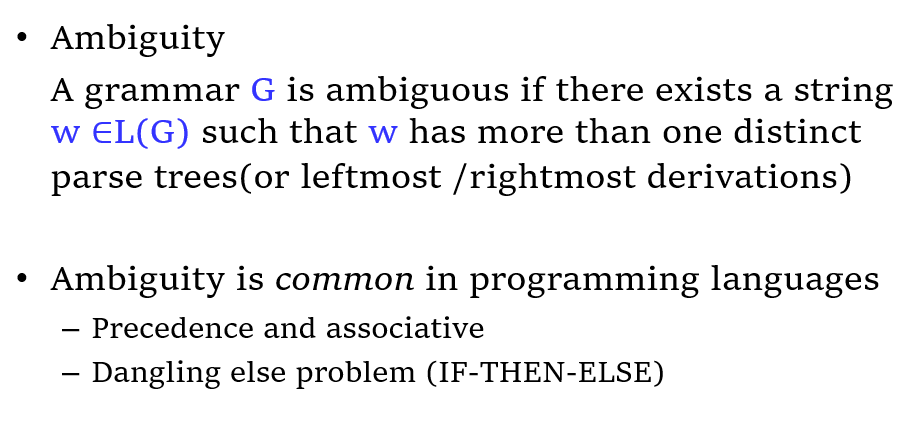 • Ambiguity
A grammar G is ambiguous if there exists a string
w ∈L(G) such that w has more than one distinct
parse trees(or leftmost /rightmost derivations)
• Ambiguity is common in programming languages
– Precedence and associative
– Dangling else problem (IF-THEN-ELSE)